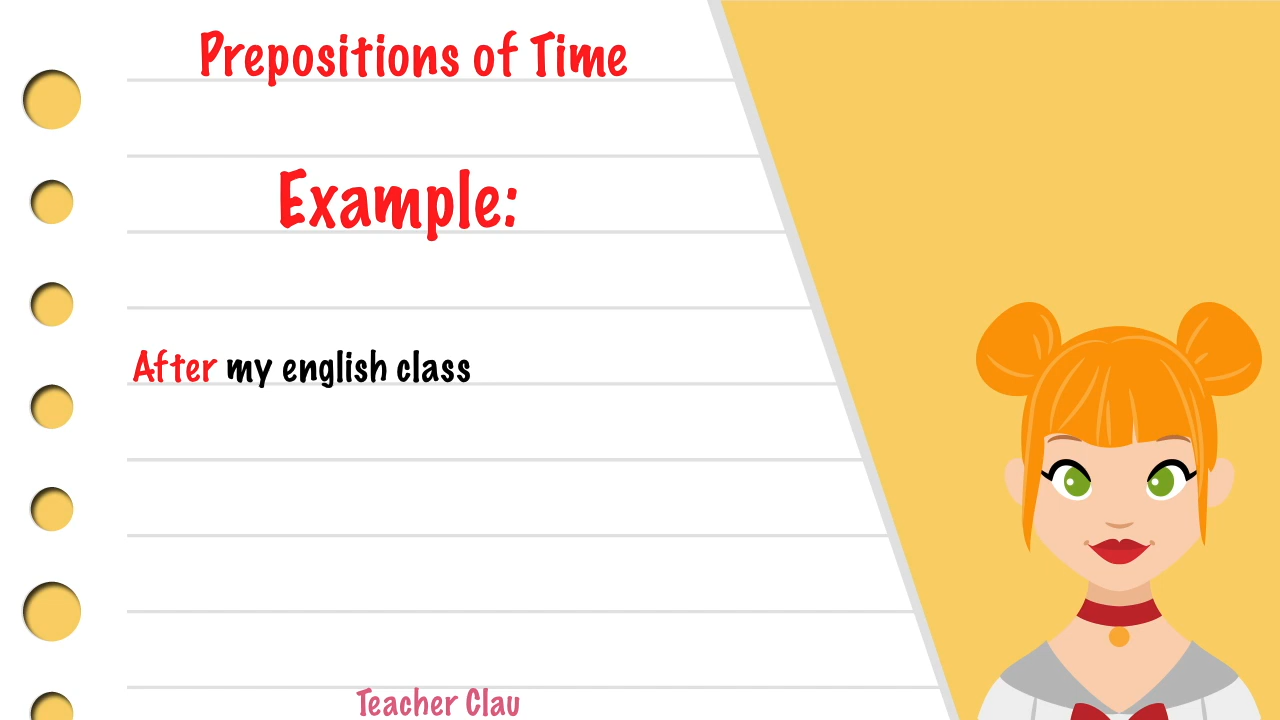 Prepositions of Time
Example:
After my english class
Teacher Clau